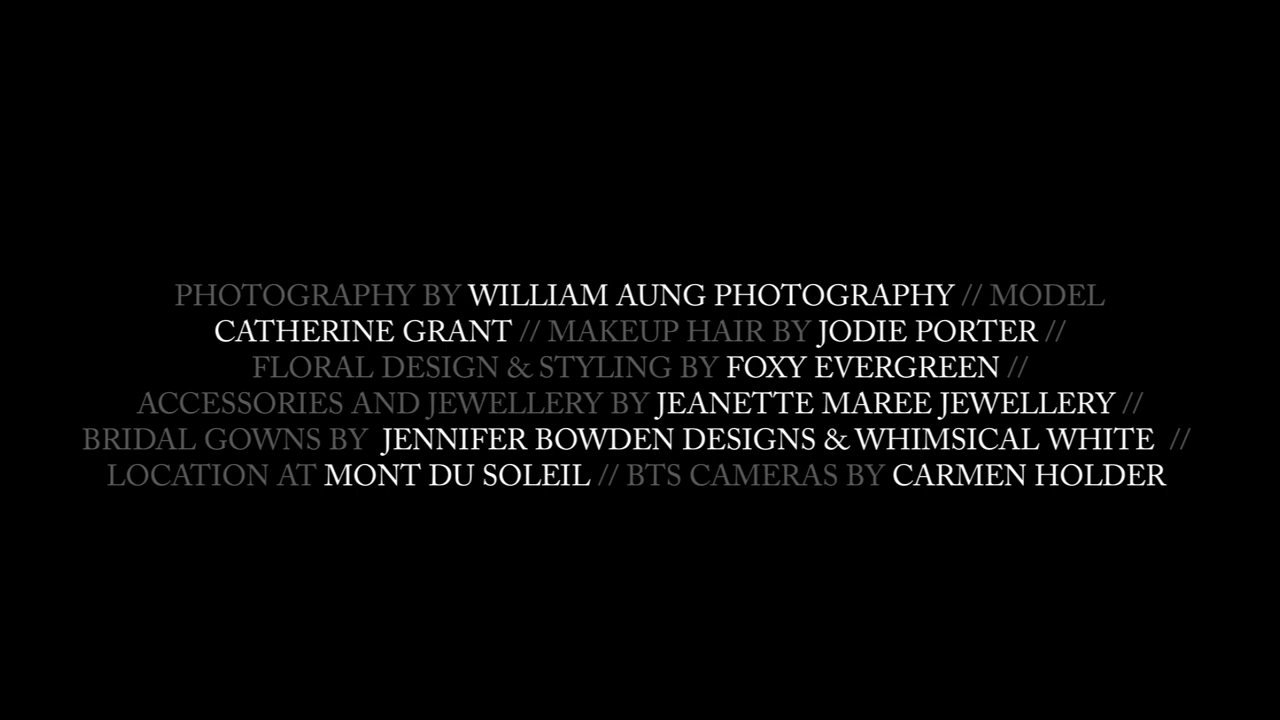 PHOTOGRAPHY BY WILLIAM AUNG PHOTOGRAPHY // MODEL
CATHERINE GRANT // MAKEUP HAIR BY JODIE PORTER //
FLORAL DESIGN & STYLING BY FOXY EVERGREEN //
ACCESSORIES AND JEWELLERY BY JEANETTE MAREE JEWELLERY //
BRIDAL GOWNS BY JENNIFER BOWDEN DESIGNS & WHIMSICAL WHITE //
LOCATION AT MONT DU SOLEIL // BTS CAMERAS BY CARMEN HOLDER